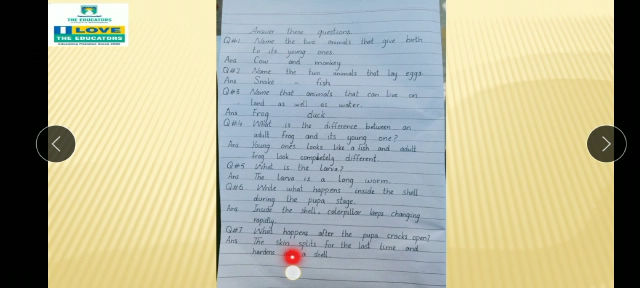 THE EDUCATORS
I LOVE
THE EDUCATORS
Answer these questions.
Q#1 Name the two animals that give birth
to its young ones.
Ans Cow and monkey
Q#2 Name the two animals that lay eggs.
Ans Snake - fish
Q#3 Name that animals that can live on
land as well as water.
Ans Frog duck
Q#4 What is the difference between an
adult frog and its young one?
Ans Young ones looks like a fish and adult
frog look completely different.
Q#5 What is the Larva?
Ans The larva is a long worm.
Q#6 Write what happens inside the shell
during the pupa stage.
Ans Inside the shell, caterpillar keeps changing
rapidly.
Q#7 What happens after the pupa cracks open?
Ans The skin splits for the last time and
hardens a shell.